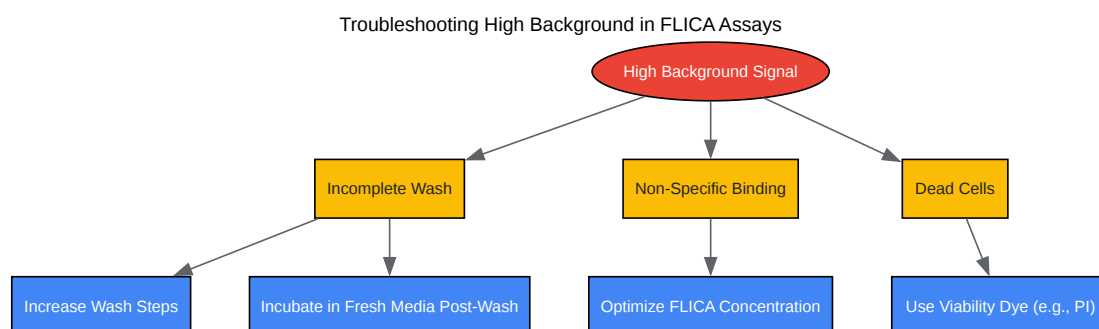 Troubleshooting High Background in FLICA Assays
High Background Signal
Incomplete Wash
Non-Specific Binding
Dead Cells
Increase Wash Steps
Incubate in Fresh Media Post-Wash
Optimize FLICA Concentration
Use Viability Dye (e.g., PI)